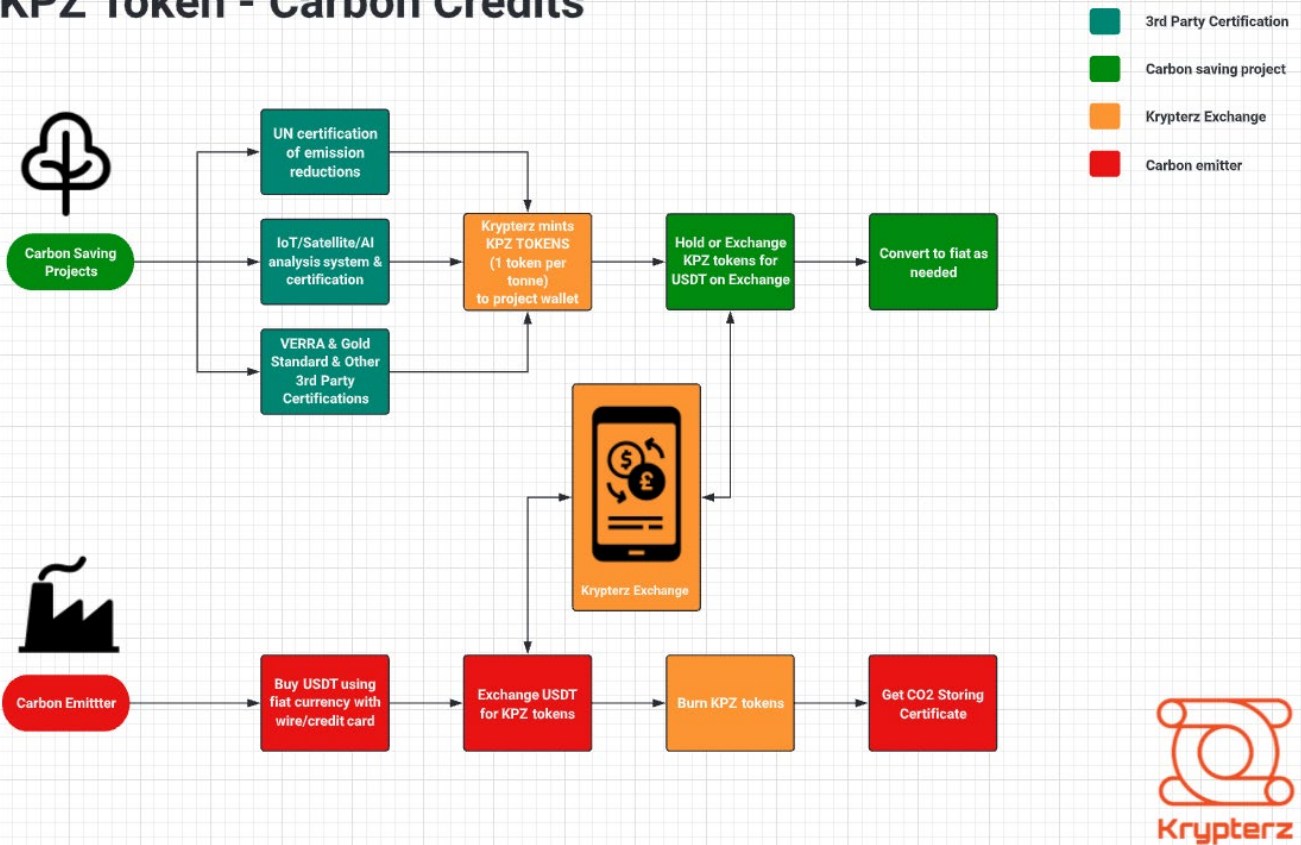 KPZ Token - Carbon Credits
3rd Party Certification
Carbon saving project
Krypterz Exchange
Carbon emitter
UN certification
of emission
reductions
Carbon Saving
Projects
IoT/Satellite/AI
analysis system &
certification
VERRA & Gold
Standard & Other
3rd Party
Certifications
Krypterz mints
KPZ TOKENS
(1 token per
tonne)
to project wallet
Hold or Exchange
KPZ tokens for
USDT on Exchange
Convert to fiat as
needed
$
£
Krypterz Exchange
Carbon Emittter
Buy USDT using
fiat currency with
wire/credit card
Exchange USDT
for KPZ tokens
Burn KPZ tokens
Get CO2 Storing
Certificate
Krypterz